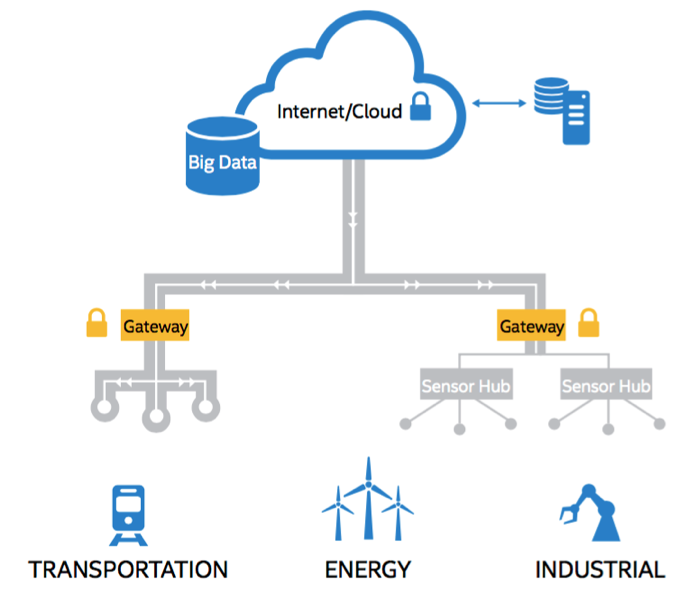 Internet/Cloud
Big Data
Gateway
Gateway
Sensor Hub
Sensor Hub
TRANSPORTATION
ENERGY
INDUSTRIAL